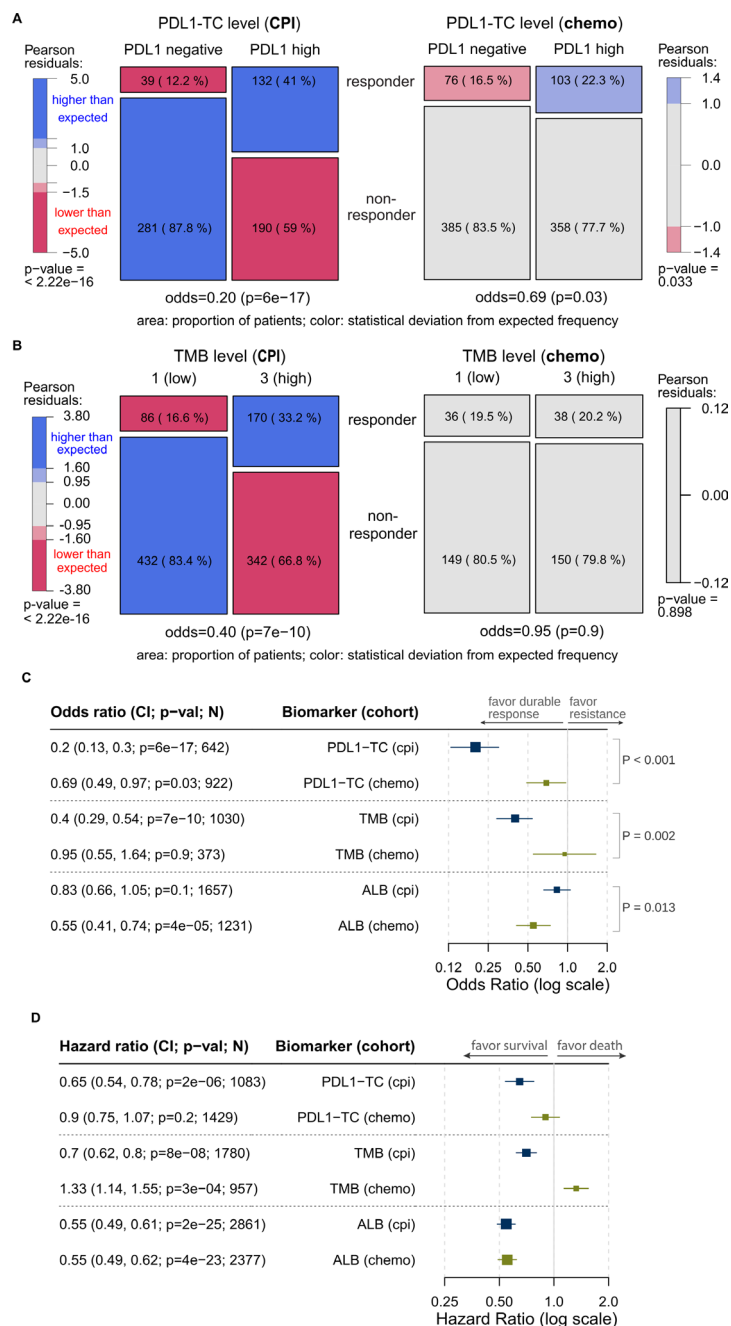 A
PDL1-TC level (CPI)
PDL1-TC level (chemo)
Pearson residuals:
PDL1 negative
PDL1 high
PDL1 negative
PDL1 high
Pearson residuals:
5.0
higher than expected
1.0
0.0
−1.5
lower than expected
−5.0
p−value = < 2.22e−16
39 ( 12.2 %)
132 ( 41 %)
responder
76 ( 16.5 %)
103 ( 22.3 %)
non-responder
281 ( 87.8 %)
190 ( 59 %)
385 ( 83.5 %)
358 ( 77.7 %)
1.4
1.0
0.0
−1.0
−1.4
p−value = 0.033
odds=0.20 (p=6e−17)
odds=0.69 (p=0.03)
area: proportion of patients; color: statistical deviation from expected frequency
B
TMB level (CPI)
TMB level (chemo)
Pearson residuals:
1 (low)
3 (high)
1 (low)
3 (high)
Pearson residuals:
3.80
higher than expected
1.60
0.95
0.00
-0.95
-1.60
lower than expected
-3.80
p-value = < 2.22e-16
86 ( 16.6 %)
170 ( 33.2 %)
responder
36 ( 19.5 %)
38 ( 20.2 %)
non-responder
432 ( 83.4 %)
342 ( 66.8 %)
149 ( 80.5 %)
150 ( 79.8 %)
0.12
0.00
−0.12
p−value = 0.898
odds=0.40 (p=7e−10)
odds=0.95 (p=0.9)
area: proportion of patients; color: statistical deviation from expected frequency
C
favor durable response
favor resistance
Odds ratio (CI; p−val; N)
Biomarker (cohort)
0.2 (0.13, 0.3; p=6e−17; 642)
PDL1−TC (cpi)
P < 0.001
0.69 (0.49, 0.97; p=0.03; 922)
PDL1−TC (chemo)
0.4 (0.29, 0.54; p=7e−10; 1030)
TMB (cpi)
P = 0.002
0.95 (0.55, 1.64; p=0.9; 373)
TMB (chemo)
0.83 (0.66, 1.05; p=0.1; 1657)
ALB (cpi)
P = 0.013
0.55 (0.41, 0.74; p=4e−05; 1231)
ALB (chemo)
0.12 0.25 0.50 1.0 2.0
Odds Ratio (log scale)
D
Hazard ratio (CI; p−val; N)
Biomarker (cohort)
favor survival
favor death
0.65 (0.54, 0.78; p=2e−06; 1083)
PDL1−TC (cpi)
0.9 (0.75, 1.07; p=0.2; 1429)
PDL1−TC (chemo)
0.7 (0.62, 0.8; p=8e−08; 1780)
TMB (cpi)
1.33 (1.14, 1.55; p=3e−04; 957)
TMB (chemo)
0.55 (0.49, 0.61; p=2e−25; 2861)
ALB (cpi)
0.55 (0.49, 0.62; p=4e−23; 2377)
ALB (chemo)
0.25 0.50 1.0 2.0
Hazard Ratio (log scale)